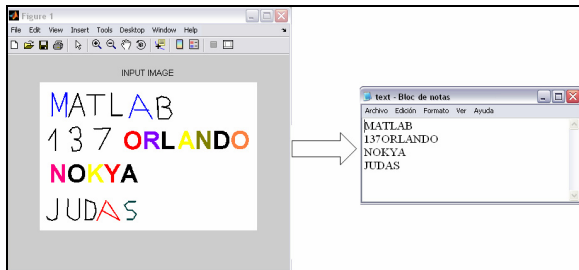 Figure 1
File Edit View Insert Tools Desktop Window Help
INPUT IMAGE
MATLAB
137 ORLANDO
NOKYA
JUDAS
text - Bloc de notas
Archivo Edición Formato Ver Ayuda
MATLAB
137ORLANDO
NOKYA
JUDAS